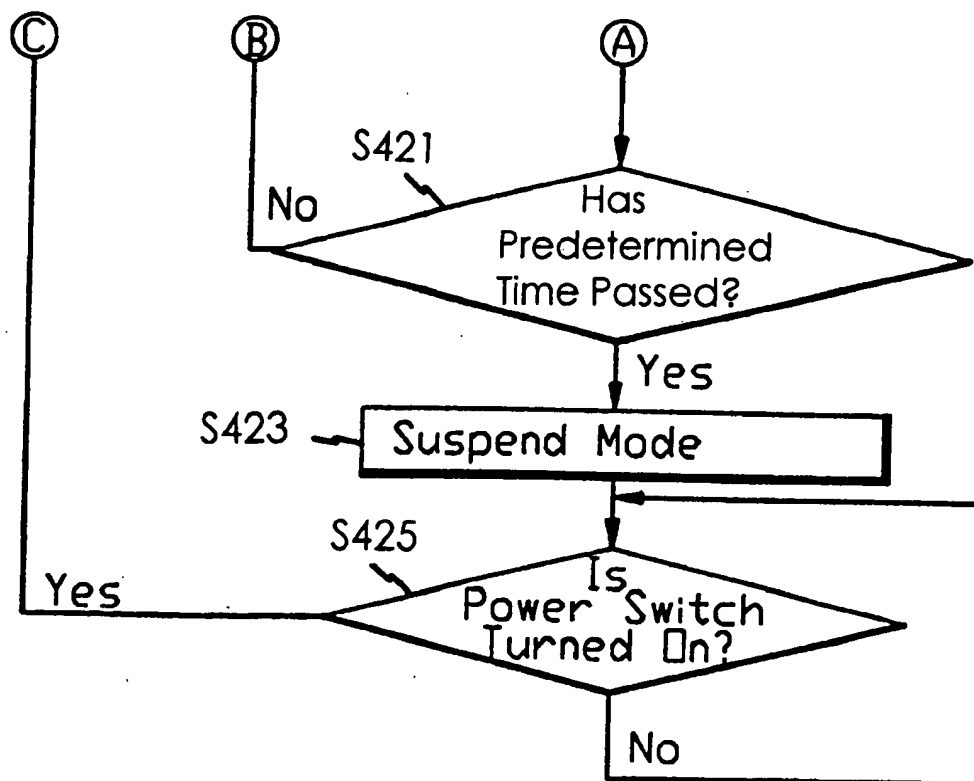 C
B
A
S421
No
Has
Predetermined
Time Passed?
Yes
S423
Suspend Mode
S425
Yes
Is
Power Switch
Turned On?
No